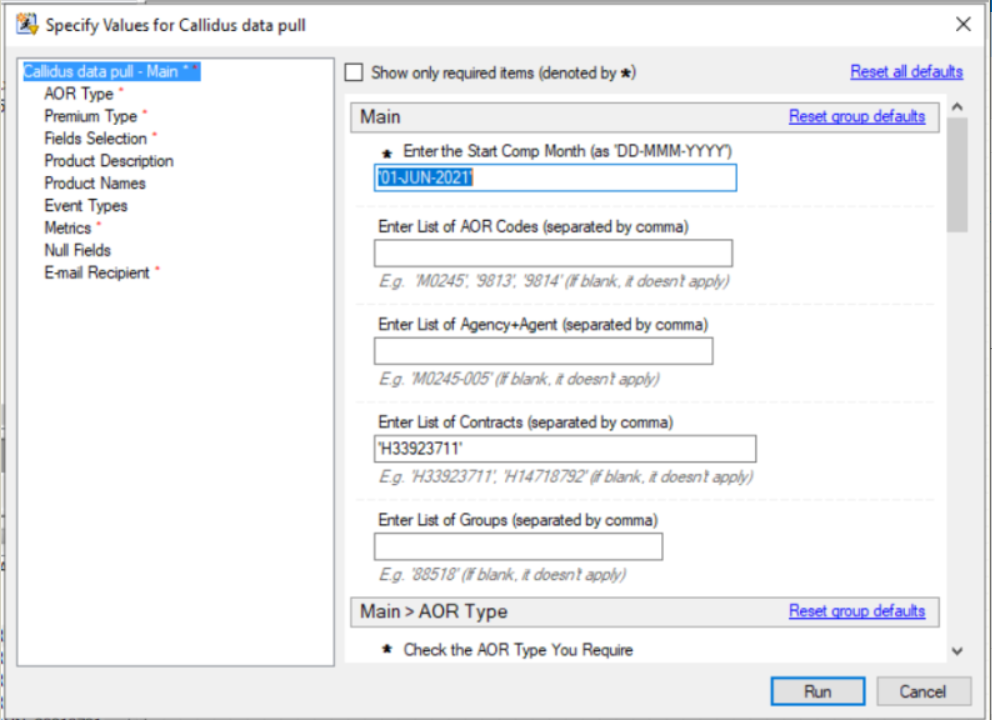 Specify Values for Callidus data pull
Callidus data pull - Main * *
AOR Type *
Premium Type *
Fields Selection *
Product Description
Product Names
Event Types
Metrics *
Null Fields
E-mail Recipient *
Show only required items (denoted by *)
Reset all defaults
Main
Reset group defaults
* Enter the Start Comp Month (as 'DD-MMM-YYYY')
'01-JUN-2021'
Enter List of AOR Codes (separated by comma)
E.g. 'M0245', '9813', '9814' (If blank, it doesn't apply)
Enter List of Agency+Agent (separated by comma)
E.g. 'M0245-005' (If blank, it doesn't apply)
Enter List of Contracts (separated by comma)
'H33923711'
E.g. 'H33923711', 'H14718792' (if blank, it doesn't apply)
Enter List of Groups (separated by comma)
E.g. '88518' (If blank, it doesn't apply)
Main > AOR Type
Reset group defaults
* Check the AOR Type You Require
Run
Cancel